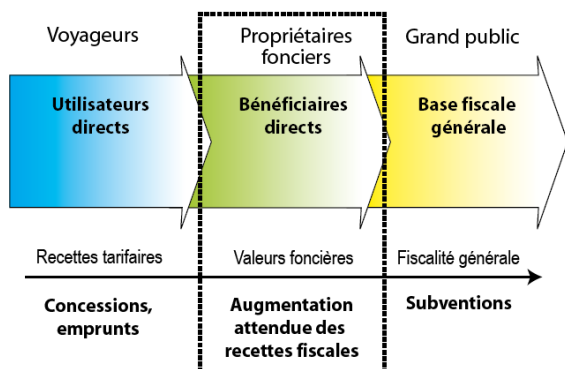 Voyageurs
Propriétaires
fonciers
Grand public
Utilisateurs
directs
Bénéficiaires
directs
Base fiscale
générale
Recettes tarifaires
Valeurs foncières
Fiscalité générale
Concessions,
emprunts
Augmentation
attendue des
recettes fiscales
Subventions